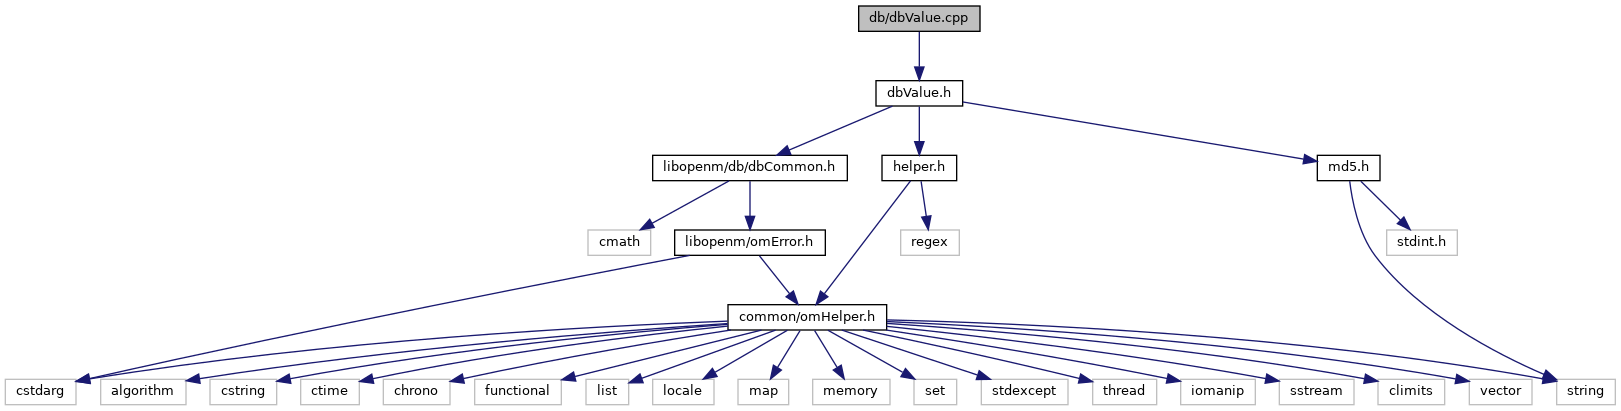 db/dbValue.cpp
dbValue.h
libopenm/db/dbCommon.h
helper.h
md5.h
cmath
libopenm/omError.h
regex
stdint.h
common/omHelper.h
cstdarg
algorithm
cstring
ctime
chrono
functional
list
locale
map
memory
set
stdexcept
thread
iomanip
sstream
climits
vector
string